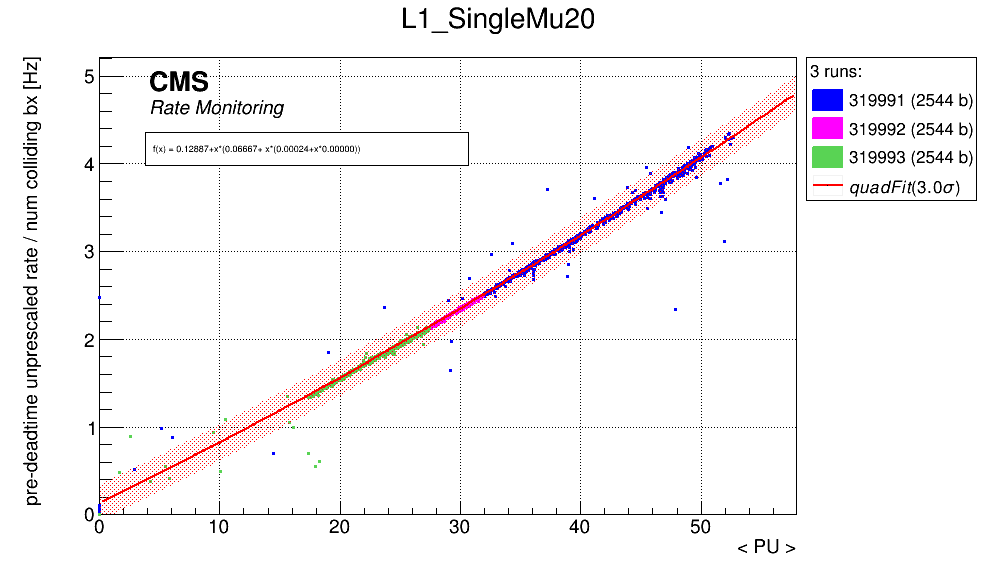 L1_SingleMu20
pre-deadtime unprescaled rate / num colliding bx [Hz]
CMS
Rate Monitoring
f(x) = 0.12887+x*(0.06667+ x*(0.00024+x*0.00000))
3 runs:
319991 (2544 b)
319992 (2544 b)
319993 (2544 b)
quadFit(3.0σ)
5
4
3
2
1
0
0 10 20 30 40 50
< PU >